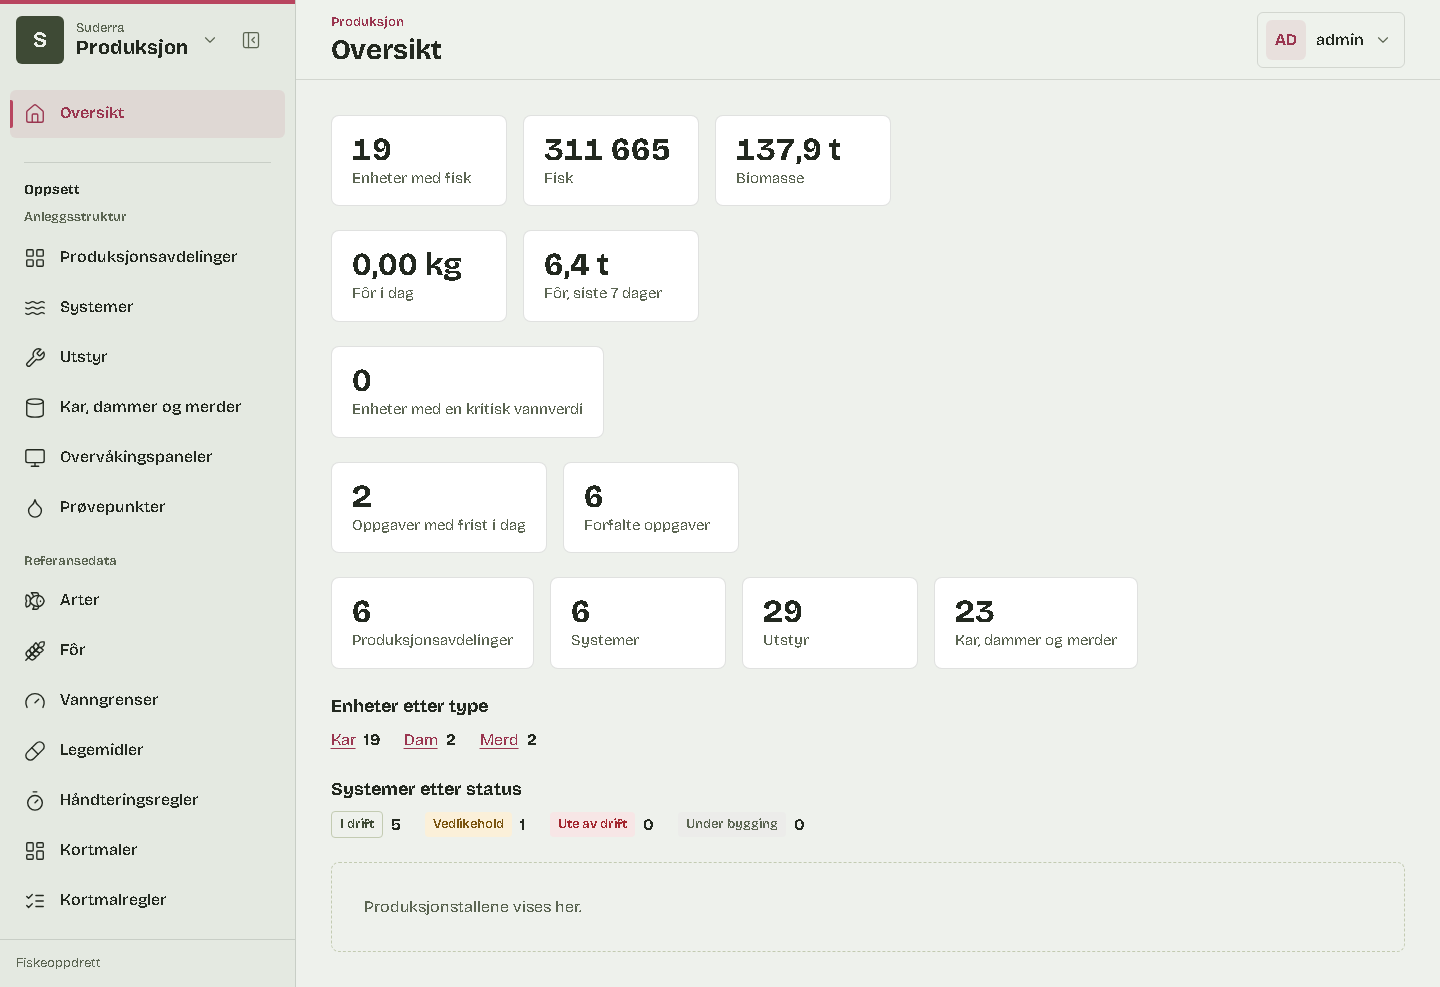 S
Suderra
Produksjon
Oversikt
Oppsett
Anleggsstruktur
Produksjonsavdelinger
Systemer
Utstyr
Kar, dammer og merder
Overvåkingspaneler
Prøvepunkter
Referansedata
Arter
Fôr
Vanngrenser
Legemidler
Håndteringsregler
Kortmaler
Kortmalregler
Fiskeoppdrett
Produksjon
Oversikt
AD admin
19
Enheter med fisk
311 665
Fisk
137,9 t
Biomasse
0,00 kg
Fôr i dag
6,4 t
Fôr, siste 7 dager
0
Enheter med en kritisk vannverdi
2
Oppgaver med frist i dag
6
Forfalte oppgaver
6
Produksjonsavdelinger
6
Systemer
29
Utstyr
23
Kar, dammer og merder
Enheter etter type
Kar 19 Dam 2 Merd 2
Systemer etter status
I drift 5 Vedlikehold 1 Ute av drift 0 Under bygging 0
Produksjonstallene vises her.